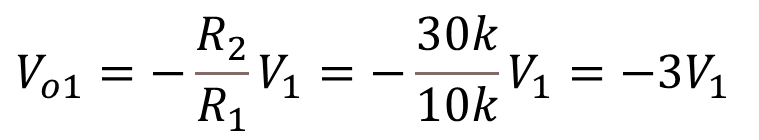 V_{o1} = -\frac{R_2}{R_1}V_1 = -\frac{30k}{10k}V_1 = -3V_1